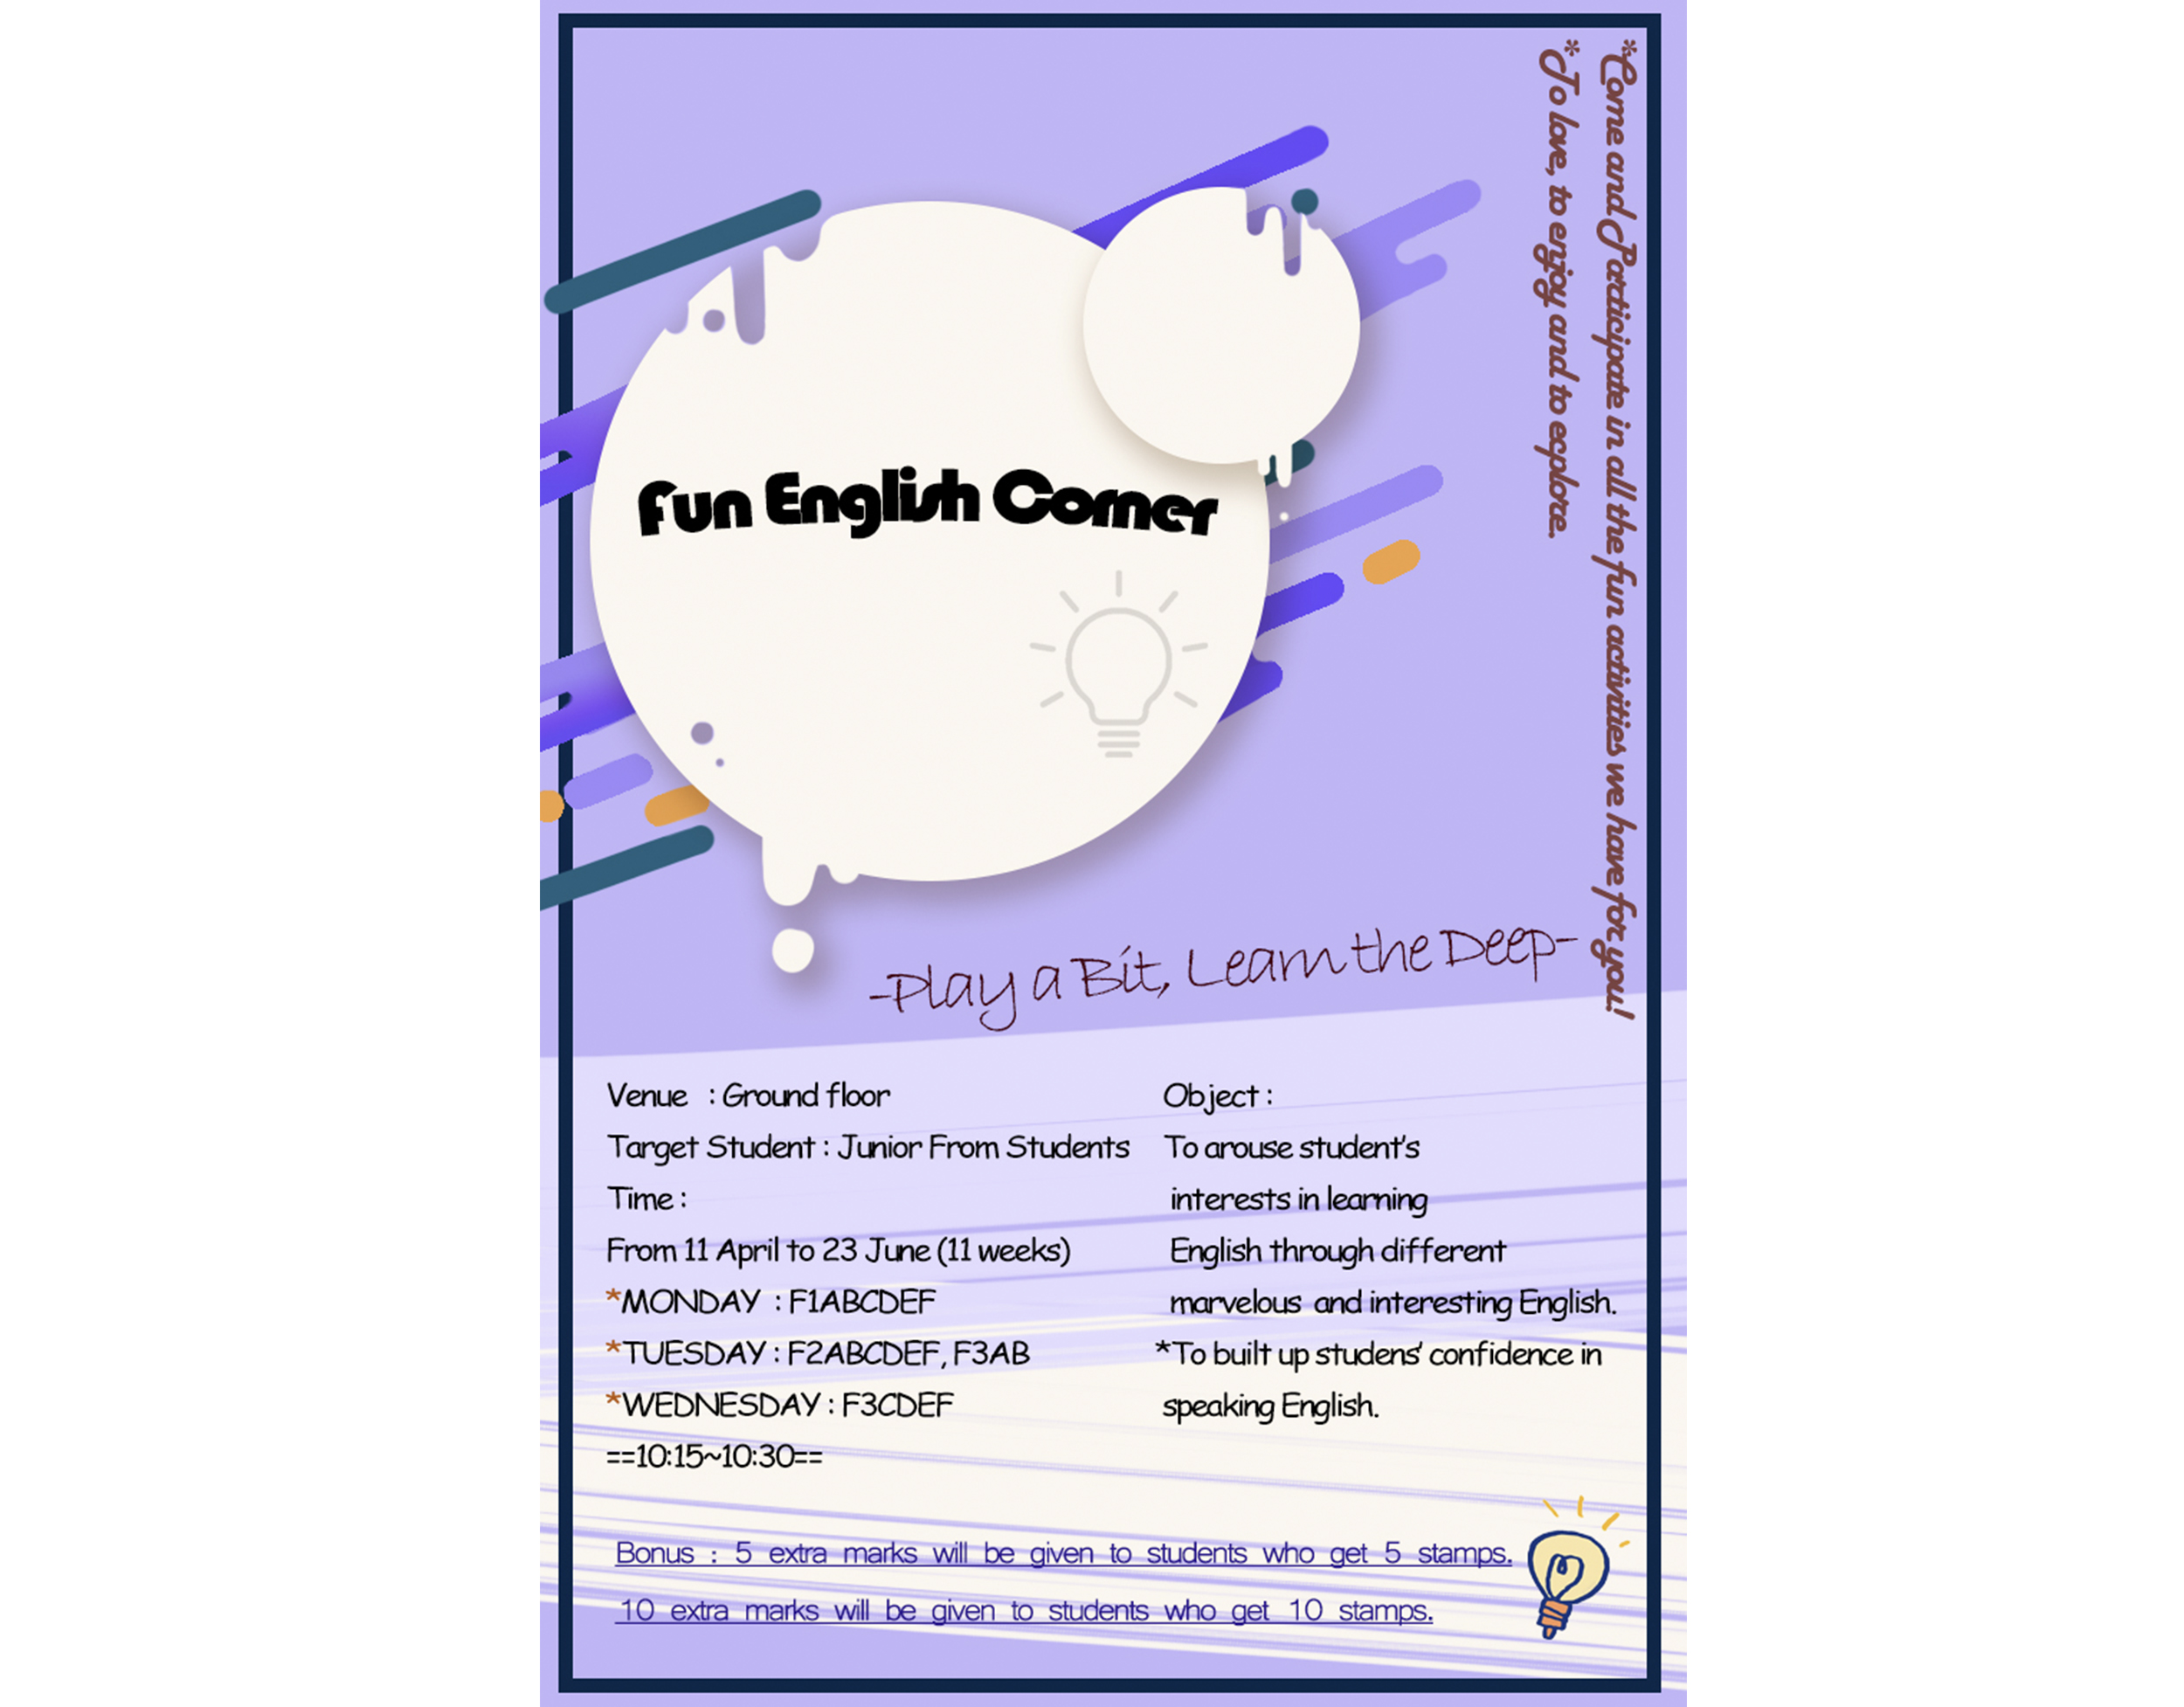 *Come and Participate in all the fun activities we have for you!
*To love, to enjoy and to ecplore.
Fun English Corner
-Play a Bit, Learn the Deep-
Venue : Ground floor
Target Student : Junior From Students
Time :
From 11 April to 23 June (11 weeks)
*MONDAY : F1ABCDEF
*TUESDAY : F2ABCDEF, F3AB
*WEDNESDAY : F3CDEF
==10:15~10:30==
Object :
To arouse student's
interests in learning
English through different
marvelous and interesting English.
*To built up studens' confidence in
speaking English.
Bonus : 5 extra marks will be given to students who get 5 stamps.
10 extra marks will be given to students who get 10 stamps.